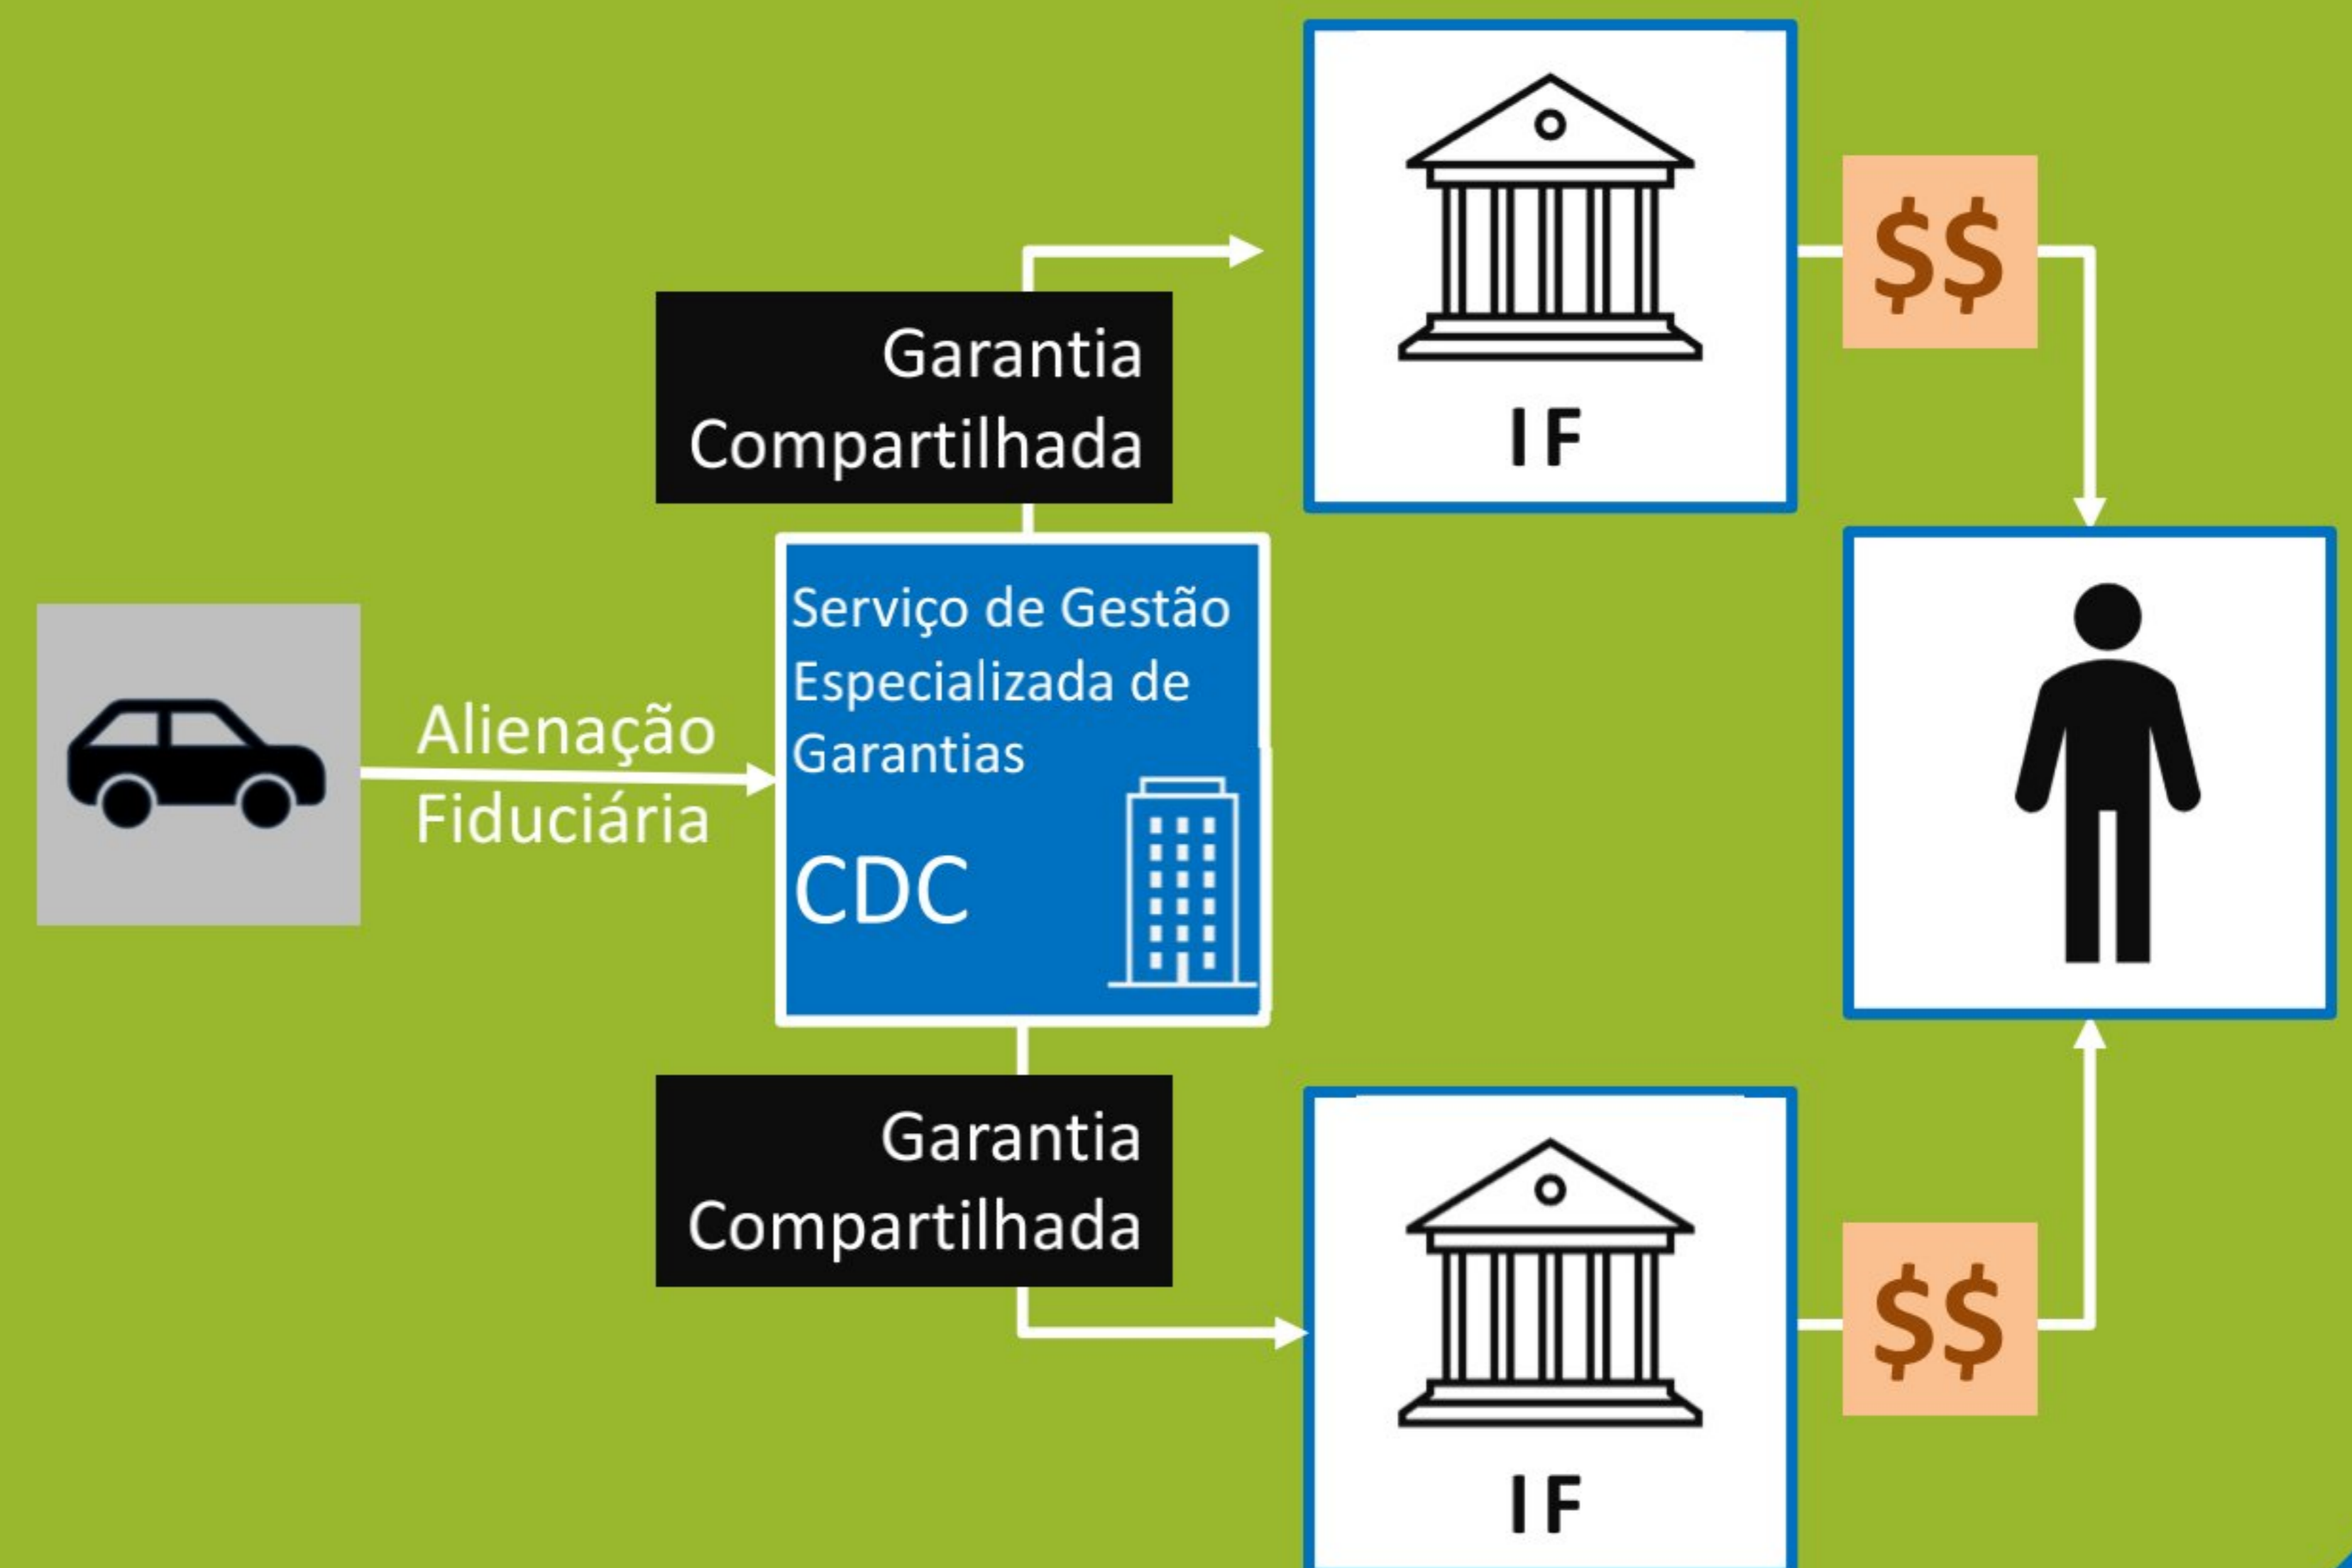 Garantia
Compartilhada
IF
$$
Alienação
Fiduciária
Serviço de Gestão
Especializada de
Garantias
CDC
Garantia
Compartilhada
IF
$$